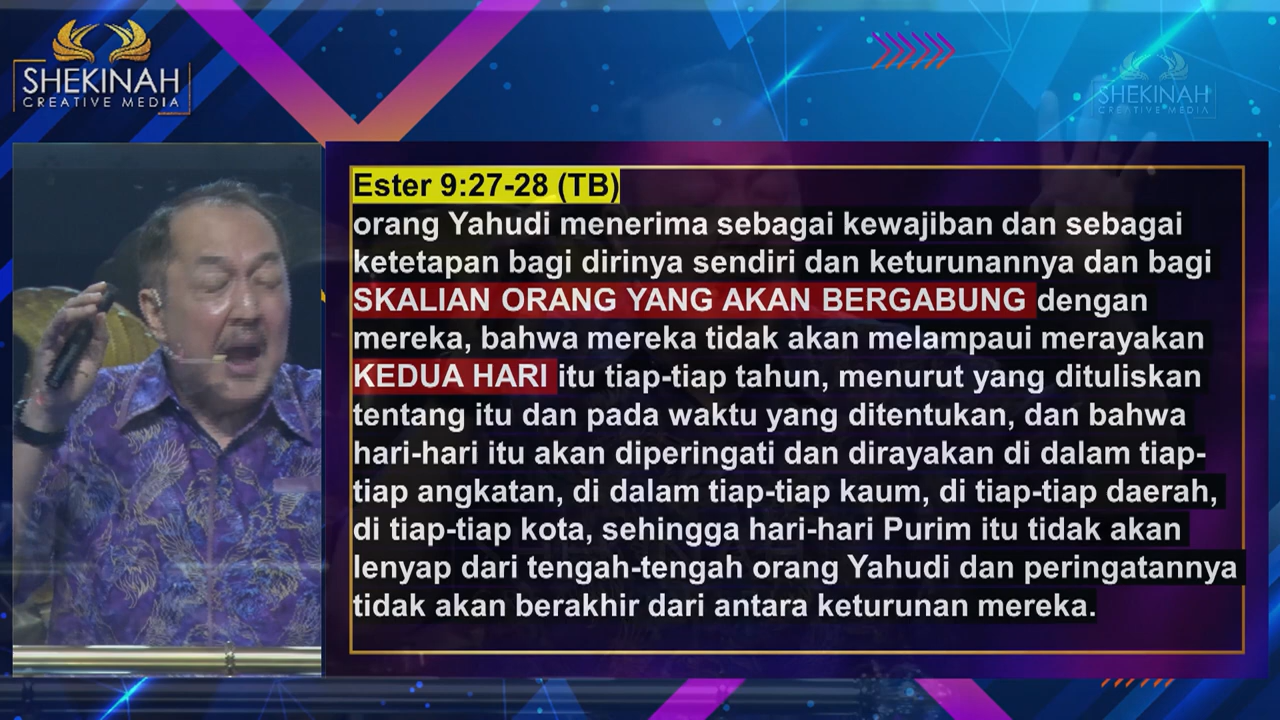 SHEKINAH
CREATIVE MEDIA
SHEKINAH
CREATIVE MEDIA
Ester 9:27-28 (TB)
orang Yahudi menerima sebagai kewajiban dan sebagai
ketetapan bagi dirinya sendiri dan keturunannya dan bagi
SKALIAN ORANG YANG AKAN BERGABUNG dengan
mereka, bahwa mereka tidak akan melampaui merayakan
KEDUA HARI itu tiap-tiap tahun, menurut yang dituliskan
tentang itu dan pada waktu yang ditentukan, dan bahwa
hari-hari itu akan diperingati dan dirayakan di dalam tiap-
tiap angkatan, di dalam tiap-tiap kaum, di tiap-tiap daerah,
di tiap-tiap kota, sehingga hari-hari Purim itu tidak akan
lenyap dari tengah-tengah orang Yahudi dan peringatannya
tidak akan berakhir dari antara keturunan mereka.